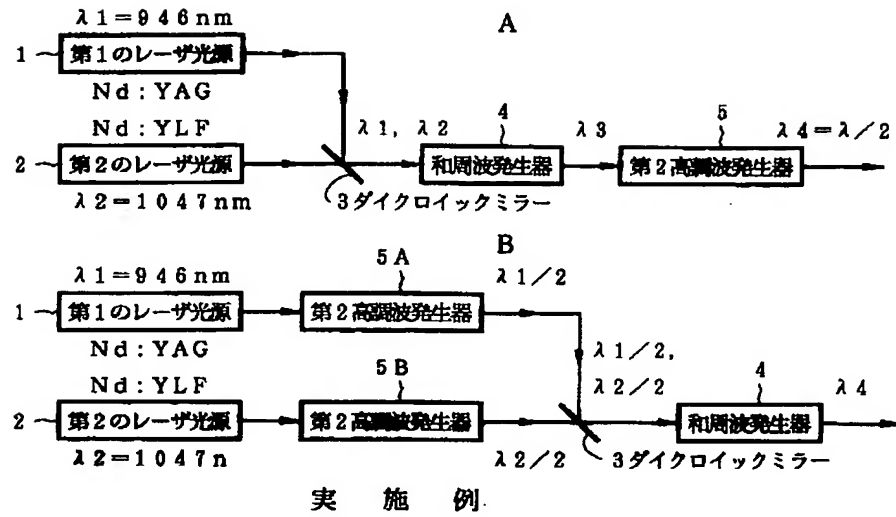 λ1=946nm
A
1 第1のレーザ光源
Nd:YAG
λ1, λ2
4
λ3
5
λ4=λ/2
Nd:YLF
2 第2のレーザ光源
和周波発生器
第2高調波発生器
λ2=1047nm
3ダイクロイックミラー
B
λ1=946nm
5A
λ1/2
1 第1のレーザ光源
第2高調波発生器
Nd:YAG
λ1/2,
Nd:YLF
5B
λ2/2
4
λ4
2 第2のレーザ光源
第2高調波発生器
和周波発生器
λ2=1047n
λ2/2
3ダイクロイックミラー
実施例